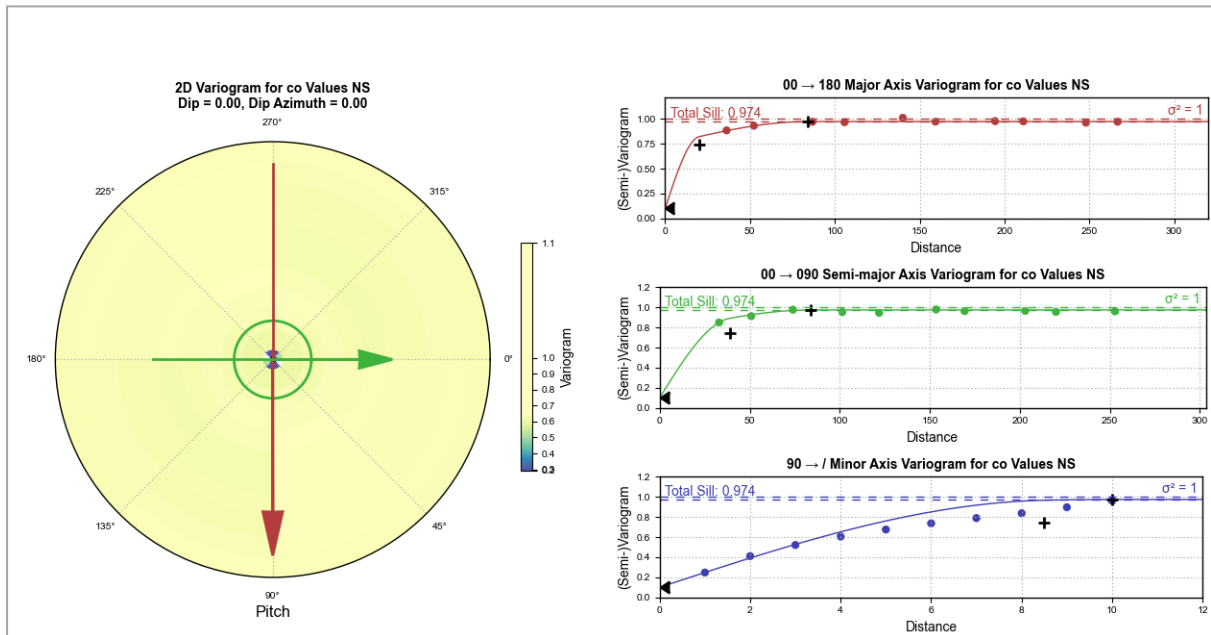 2D Variogram for co Values NS
Dip = 0.00, Dip Azimuth = 0.00
270°
225°
315°
180°
0°
135°
45°
90°
Pitch
1.1
1.0
0.9
0.8
0.7
0.6
0.5
0.4
0.3
Variogram
00 → 180 Major Axis Variogram for co Values NS
Total Sill: 0.974
σ² = 1
(Semi-)Variogram
1.00
0.75
0.50
0.25
0.00
0 50 100 150 200 250 300
Distance
00 → 090 Semi-major Axis Variogram for co Values NS
Total Sill: 0.974
σ² = 1
(Semi-)Variogram
1.2
1.0
0.8
0.6
0.4
0.2
0.0
0 50 100 150 200 250 300
Distance
90 → / Minor Axis Variogram for co Values NS
Total Sill: 0.974
σ² = 1
(Semi-)Variogram
1.2
1.0
0.8
0.6
0.4
0.2
0.0
0 2 4 6 8 10 12
Distance